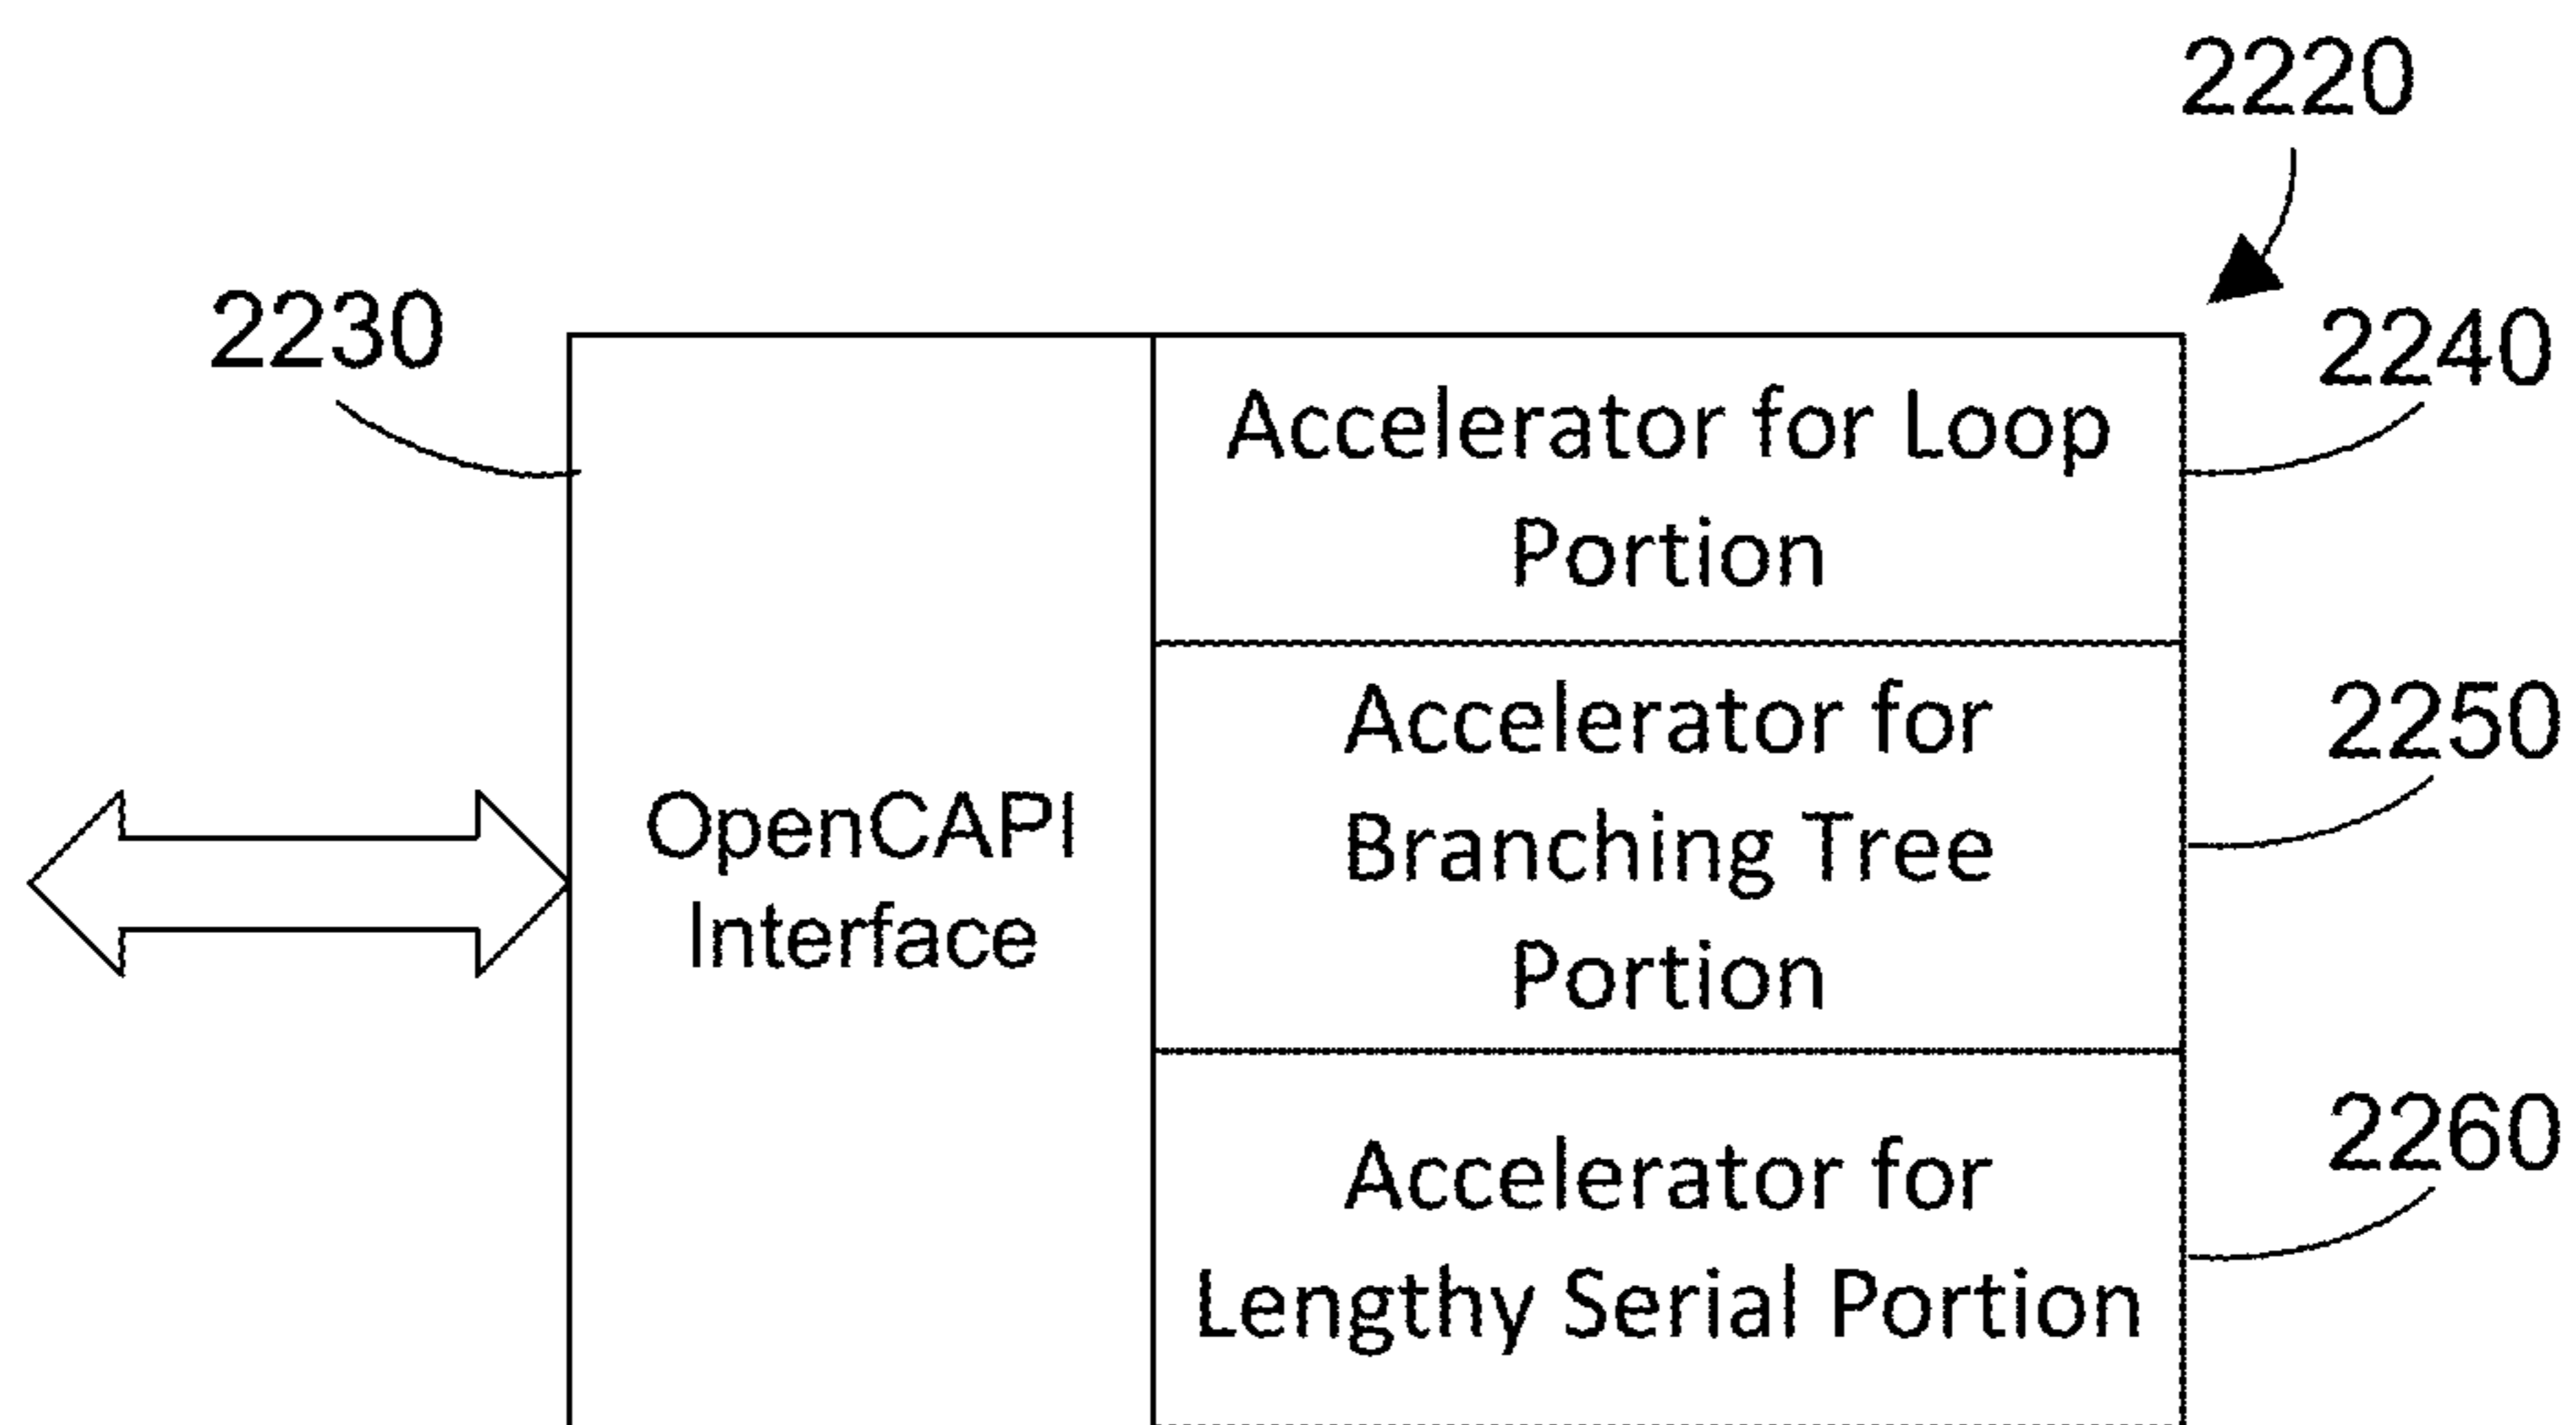 2220
2230
2240
Accelerator for Loop
Portion
2250
Accelerator for
Branching Tree
Portion
OpenCAPI
Interface
2260
Accelerator for
Lengthy Serial Portion